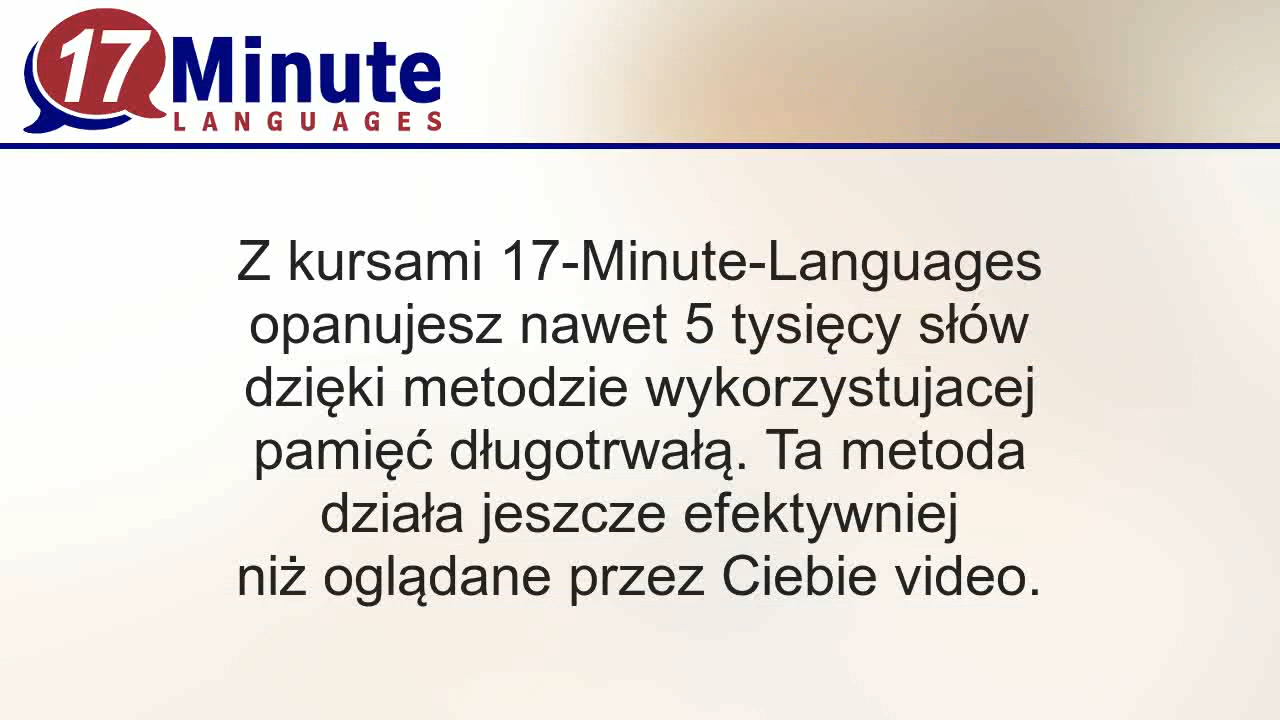 17 Minute
LANGUAGES
Z kursami 17-Minute-Languages
opanujesz nawet 5 tysięcy słów
dzięki metodzie wykorzystujacej
pamięć długotrwałą. Ta metoda
działa jeszcze efektywniej
niż oglądane przez Ciebie video.